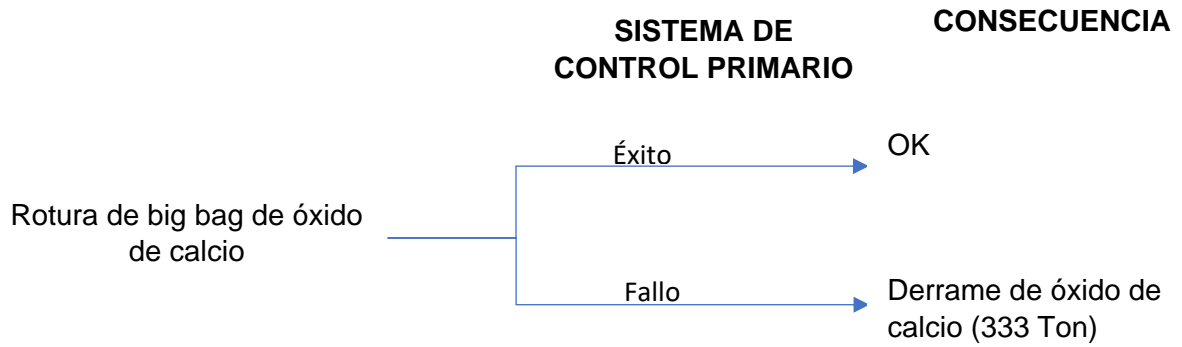 SISTEMA DE
CONTROL PRIMARIO
CONSECUENCIA
Éxito
OK
Rotura de big bag de óxido
de calcio
Fallo
Derrame de óxido de
calcio (333 Ton)